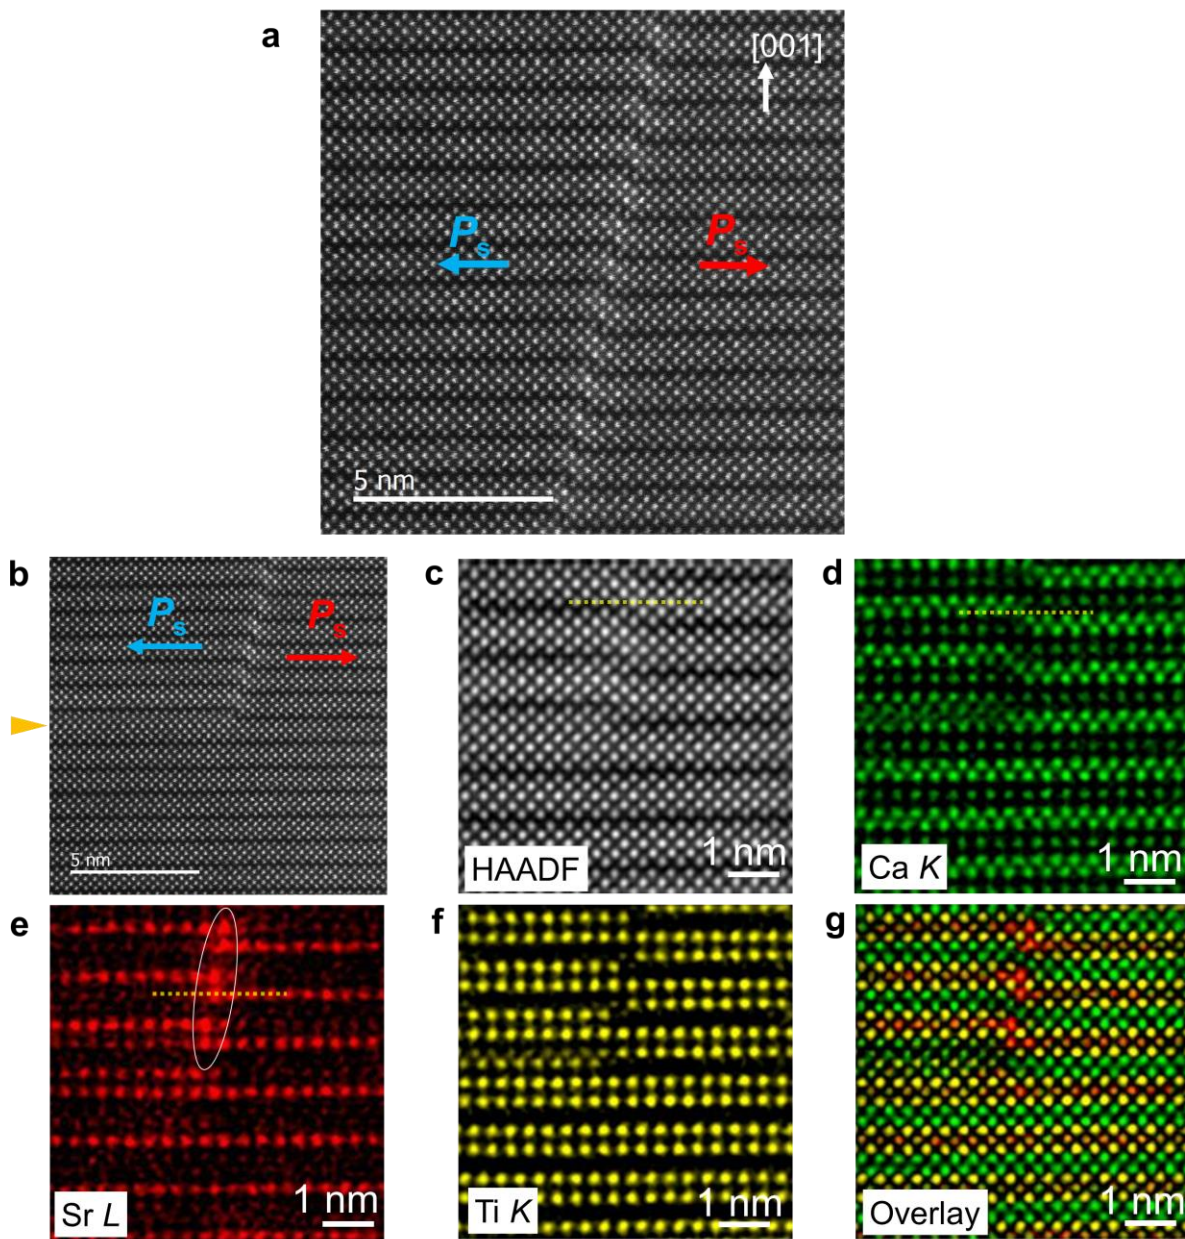 a
[001]
Ps
Ps
5 nm
b
Ps
Ps
5 nm
c
HAADF
1 nm
d
Ca K
1 nm
e
Sr L
1 nm
f
Ti K
1 nm
g
Overlay
1 nm